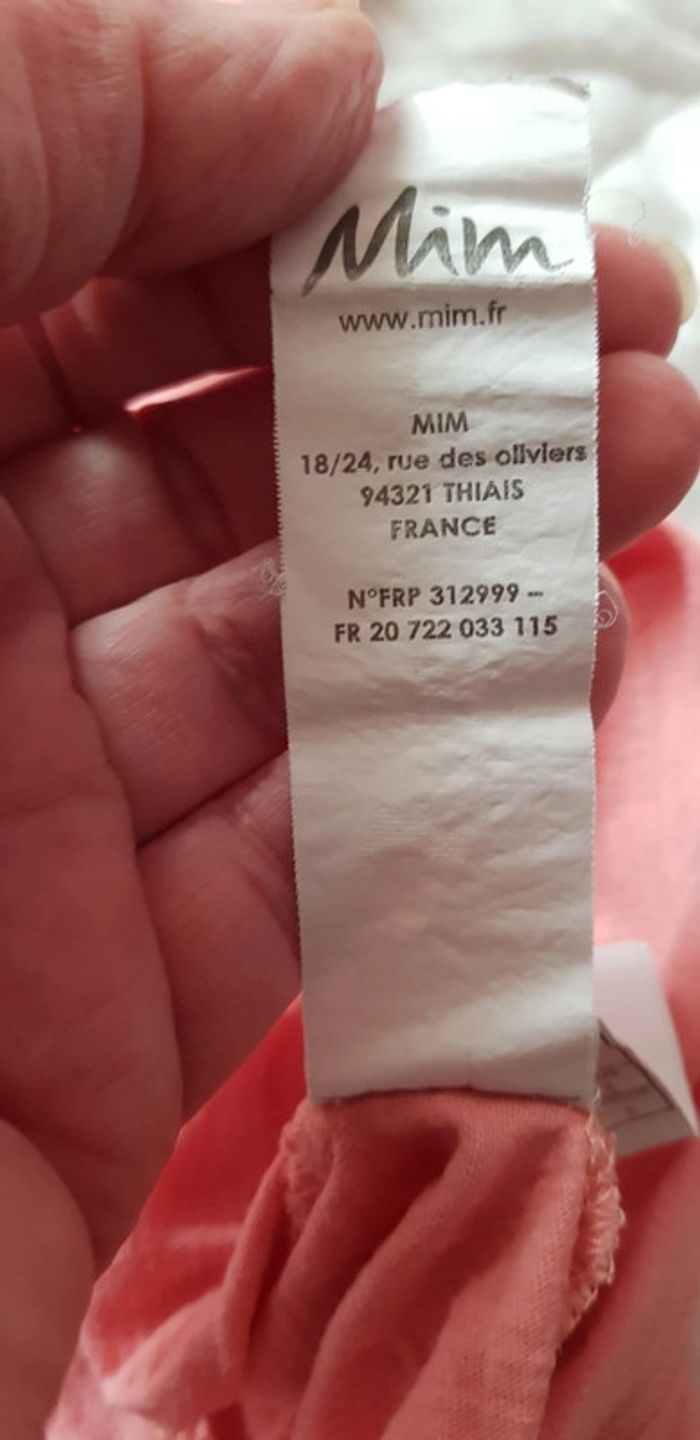 Mim
www.mim.fr
MIM
18/24, rue des oliviers
94321 THIAIS
FRANCE
N°FRP 312999 –
FR 20 722 033 115